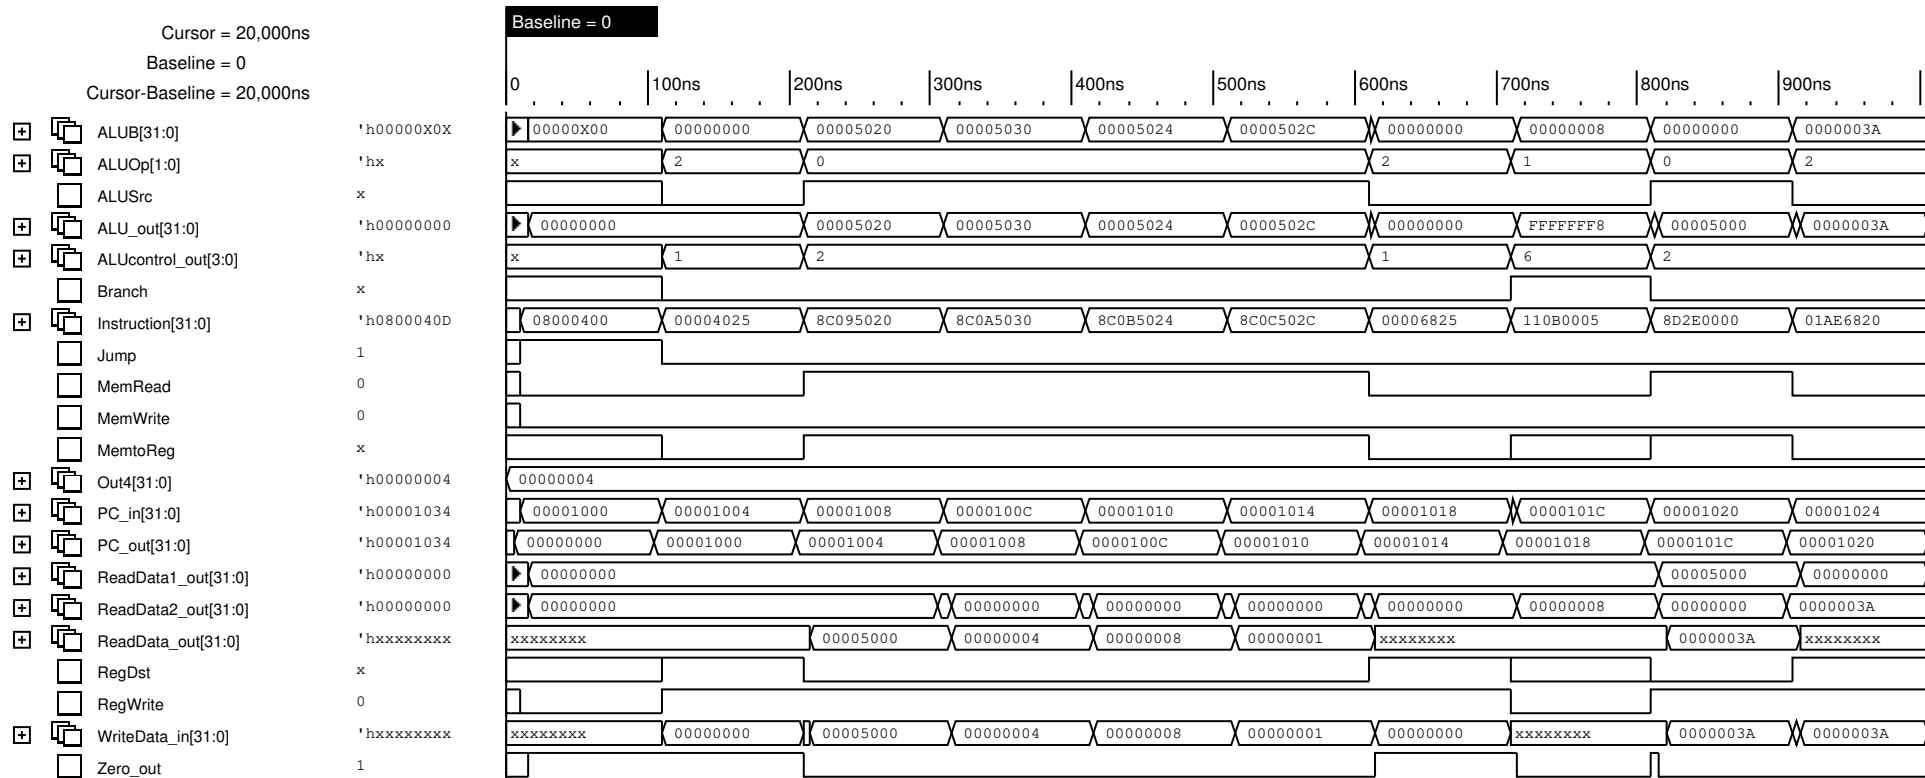 Baseline = 0
Cursor = 20,000ns
Baseline = 0
Cursor-Baseline = 20,000ns
0 100ns 200ns 300ns 400ns 500ns 600ns 700ns 800ns 900ns
ALUB[31:0] 'h00000X0X 00000X00 00000000 00005020 00005030 00005024 0000502C 00000000 00000008 00000000 0000003A
ALUOp[1:0] 'hx x 2 0 2 1 0 2
ALUSrc x
ALU_out[31:0] 'h00000000 00000000 00005020 00005030 00005024 0000502C 00000000 FFFFFFF8 00005000 0000003A
ALUcontrol_out[3:0] 'hx x 1 2 1 6 2
Branch x
Instruction[31:0] 'h0800040D 08000400 00004025 8C095020 8C0A5030 8C0B5024 8C0C502C 00006825 110B0005 8D2E0000 01AE6820
Jump 1
MemRead 0
MemWrite 0
MemtoReg x
Out4[31:0] 'h00000004 00000004
PC_in[31:0] 'h00001034 00001000 00001004 00001008 0000100C 00001010 00001014 00001018 0000101C 00001020 00001024
PC_out[31:0] 'h00001034 00000000 00001000 00001004 00001008 0000100C 00001010 00001014 00001018 0000101C 00001020
ReadData1_out[31:0] 'h00000000 00000000 00005000 00000000
ReadData2_out[31:0] 'h00000000 00000000 00000000 00000000 00000000 00000000 00000008 00000000 0000003A
ReadData_out[31:0] 'hxxxxxxxx xxxxxxxx 00005000 00000004 00000008 00000001 xxxxxxxx 0000003A xxxxxxxx
RegDst x
RegWrite 0
WriteData_in[31:0] 'hxxxxxxxx xxxxxxxx 00000000 00005000 00000004 00000008 00000001 00000000 xxxxxxxx 0000003A 0000003A
Zero_out 1